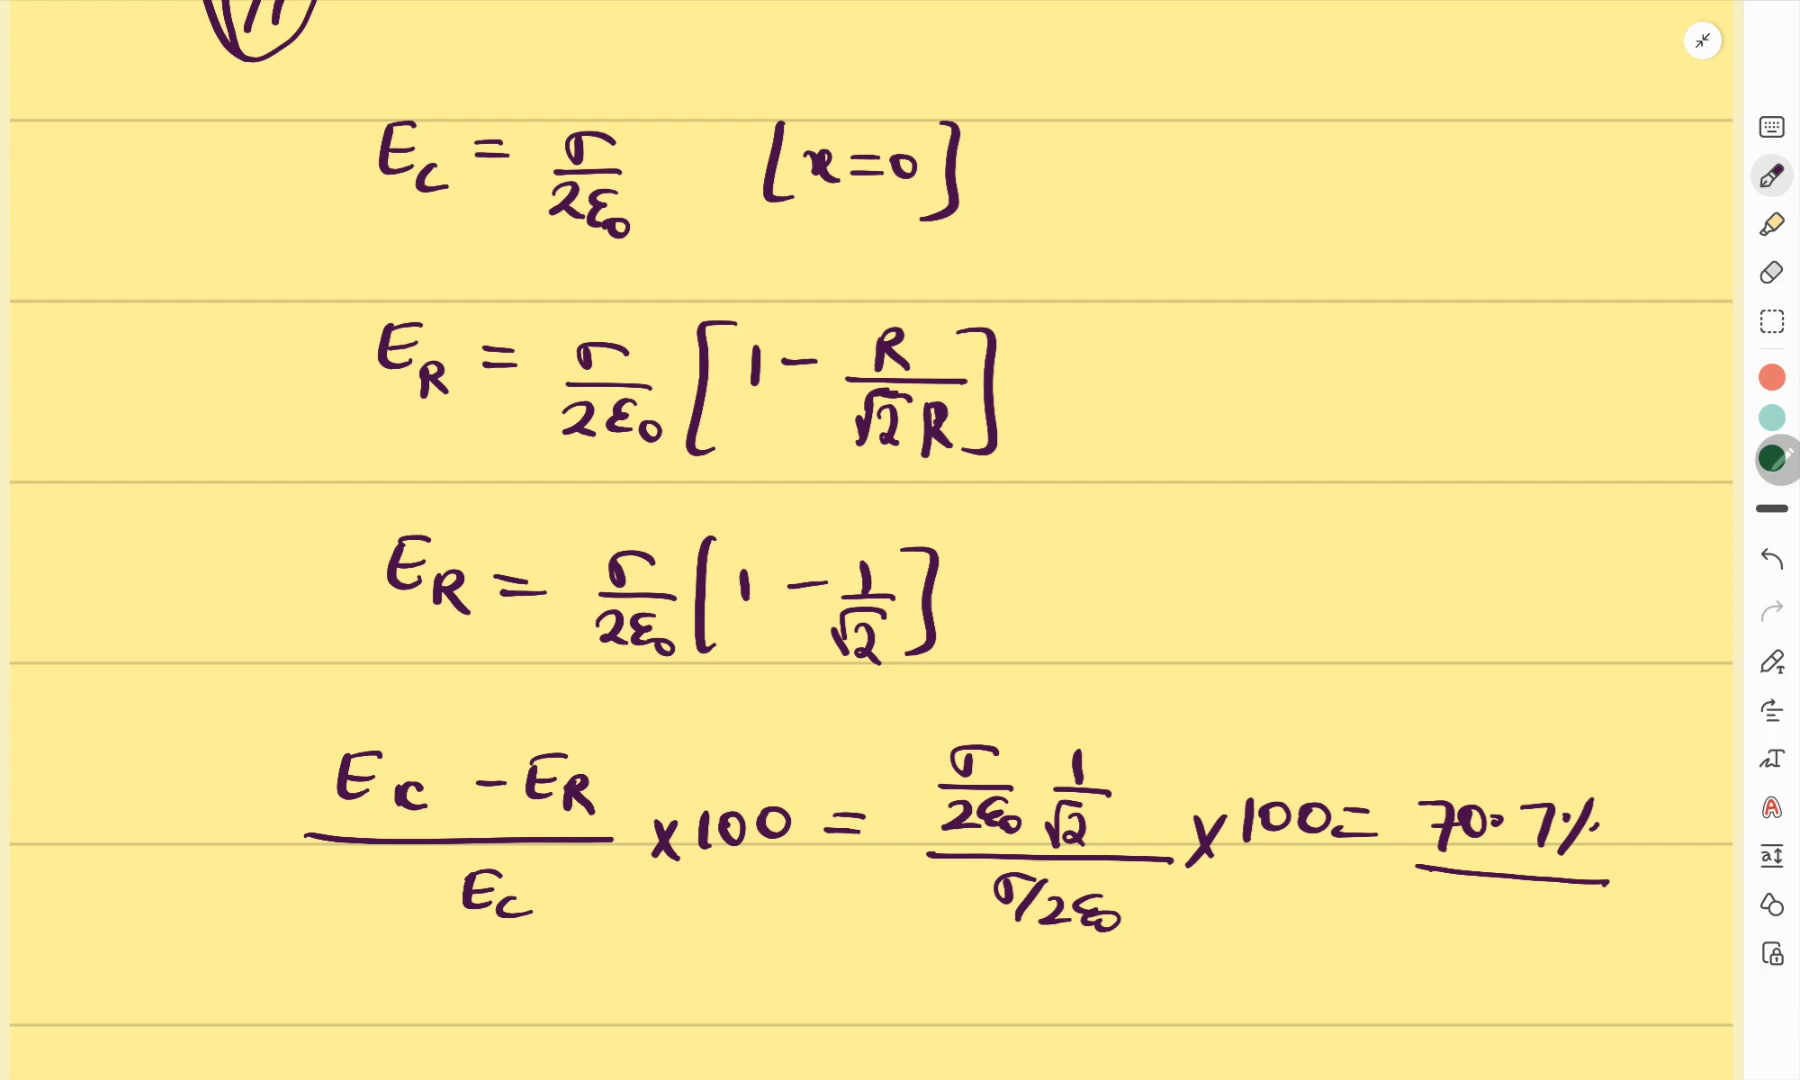 E_C = σ/2ε₀ [x=0]
E_R = σ/2ε₀ [1 − R/√2 R]
E_R = σ/2ε₀ [1 − 1/√2]
(E_C − E_R)/E_C × 100 = (σ/2ε₀ 1/√2)/(σ/2ε₀) × 100 = 70.7%